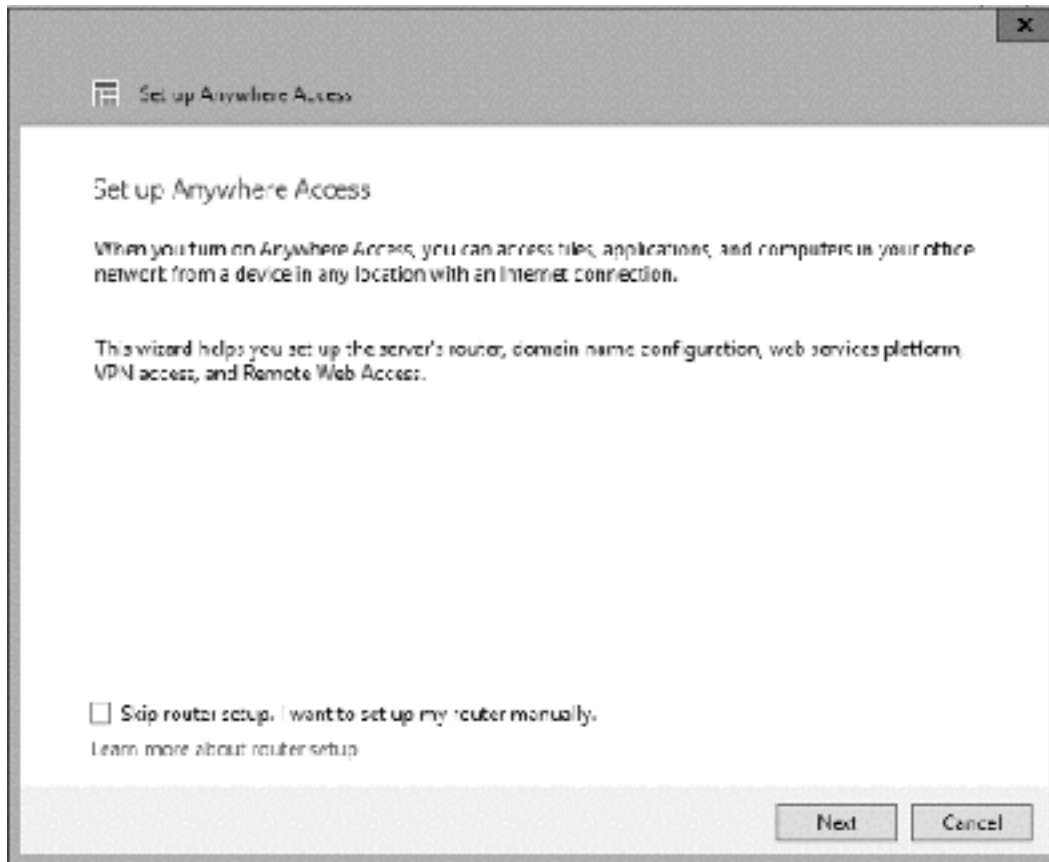 x
Set up Anywhere Access
Set up Anywhere Access
When you turn on Anywhere Access, you can access files, applications, and computers in your office
network from a device in any location with an Internet connection.
This wizard helps you set up the server's router, domain name configuration, web services platform,
VPN access, and Remote Web Access.
Skip router setup. I want to set up my router manually.
Learn more about router setup
Next Cancel